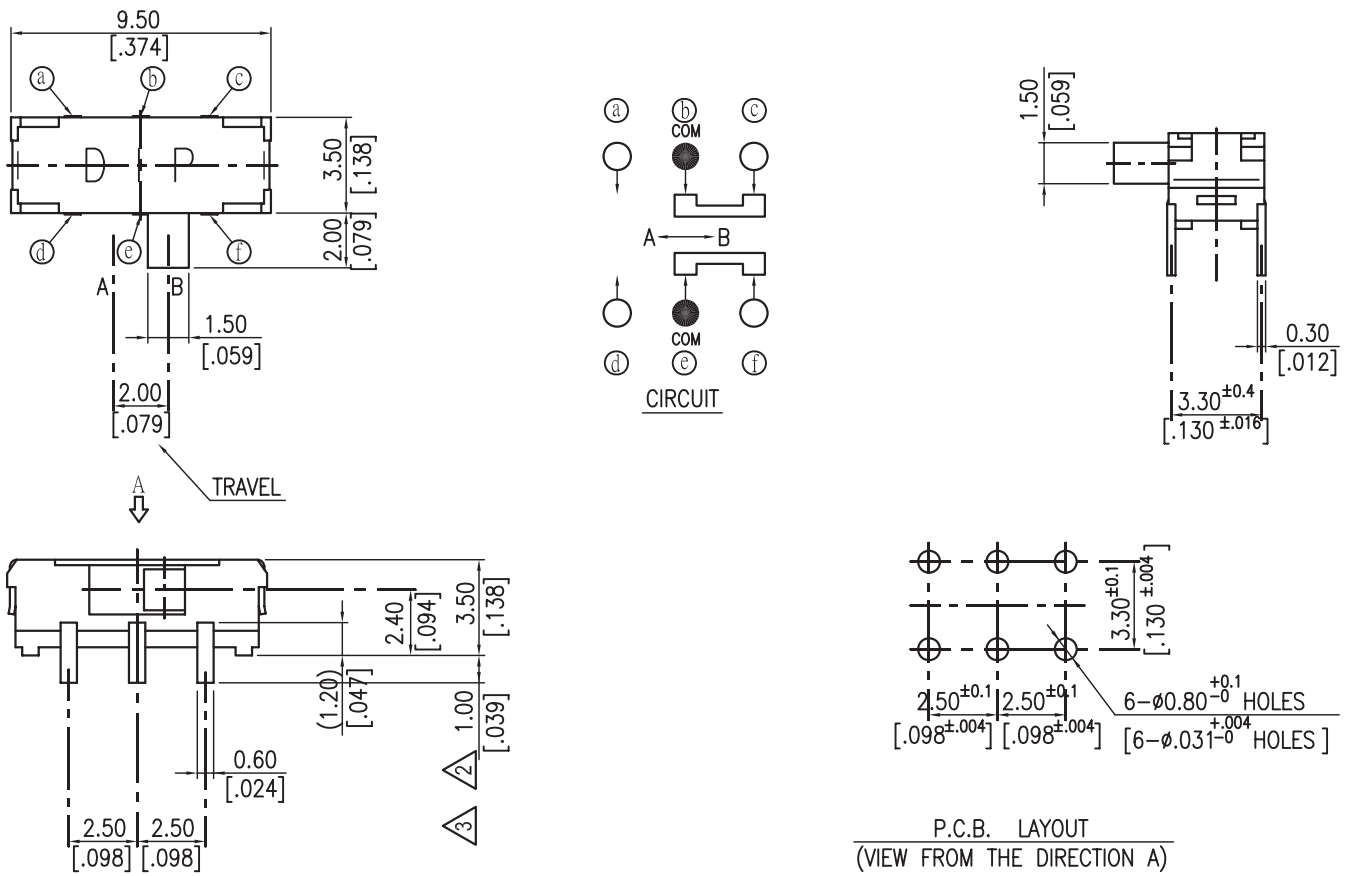 9.50
[.374]
a
b
c
D P
3.50
[.138]
2.00
[.079]
d
e
f
A
B
1.50
[.059]
2.00
[.079]
TRAVEL
a
b
c
COM
A
B
COM
d
e
f
CIRCUIT
1.50
[.059]
0.30
[.012]
3.30±0.4
[.130±.016]
A
3.50
[.138]
2.40
[.094]
(1.20)
[.047]
1.00
[.039]
0.60
[.024]
2.50
[.098]
2.50
[.098]
2
3
3.30±0.1
[.130±.004]
2.50±0.1
[.098±.004]
2.50±0.1
[.098±.004]
6-ø0.80+0.1-0 HOLES
[6-ø.031+.004-0 HOLES ]
P.C.B. LAYOUT
(VIEW FROM THE DIRECTION A)